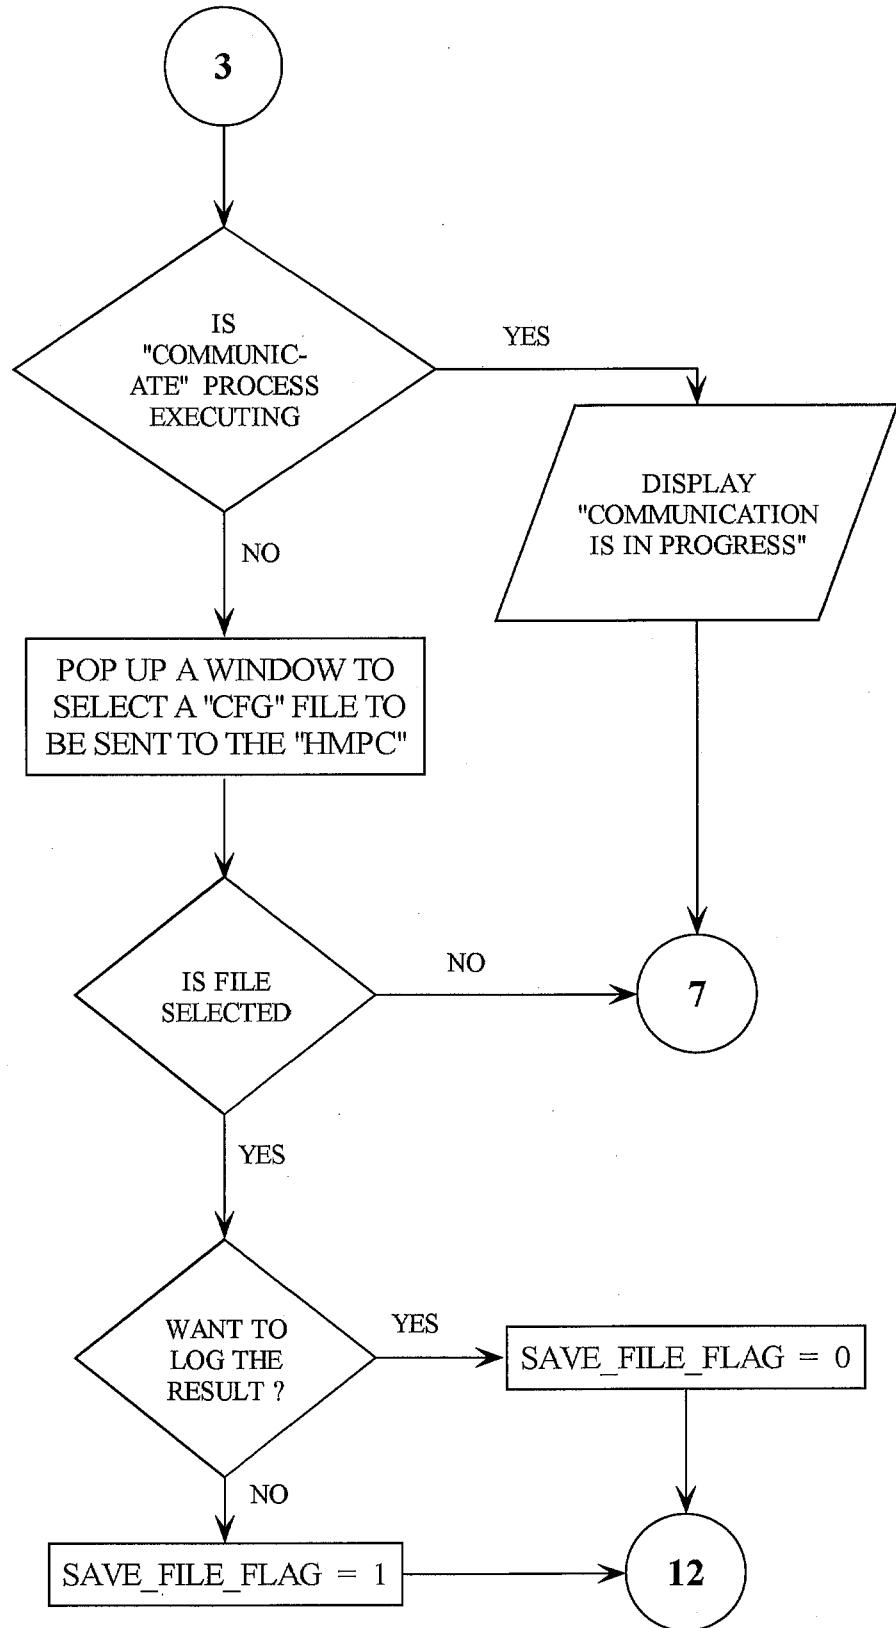 3
IS
"COMMUNIC-
ATE" PROCESS
EXECUTING
YES
DISPLAY
"COMMUNICATION
IS IN PROGRESS"
NO
POP UP A WINDOW TO
SELECT A "CFG" FILE TO
BE SENT TO THE "HMPC"
IS FILE
SELECTED
NO
7
YES
WANT TO
LOG THE
RESULT ?
YES
SAVE_FILE_FLAG = 0
NO
SAVE_FILE_FLAG = 1
12